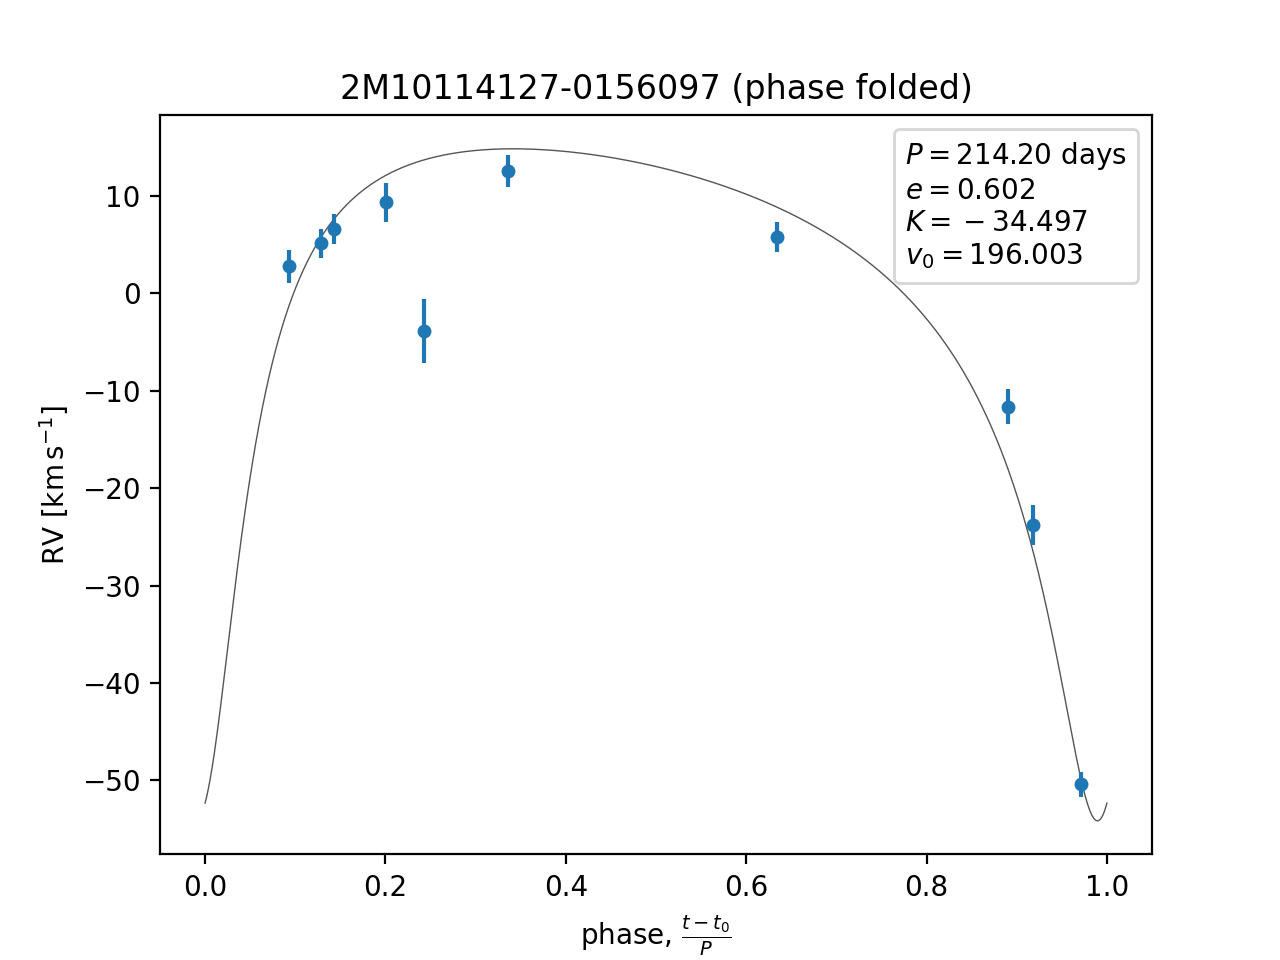 2M10114127-0156097 (phase folded)
P = 214.20 days
e = 0.602
K = − 34.497
v₀ = 196.003
10
0
−10
−20
−30
−40
−50
RV [km s⁻¹]
0.0 0.2 0.4 0.6 0.8 1.0
phase, (t − t₀)/P